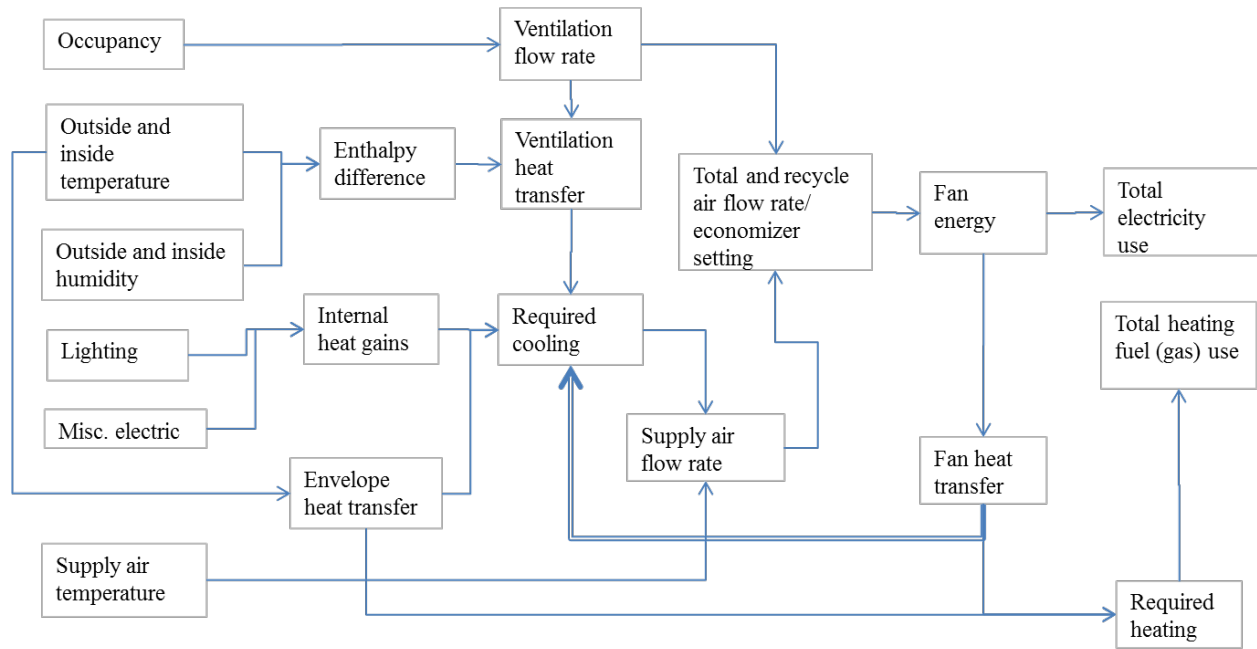 Occupancy
Ventilation
flow rate
Outside and
inside
temperature
Enthalpy
difference
Ventilation
heat
transfer
Total and recycle
air flow rate/
economizer
setting
Fan
energy
Total
electricity
use
Outside and inside
humidity
Lighting
Internal
heat gains
Required
cooling
Total heating
fuel (gas) use
Misc. electric
Supply air
flow rate
Envelope
heat transfer
Fan heat
transfer
Supply air
temperature
Required
heating